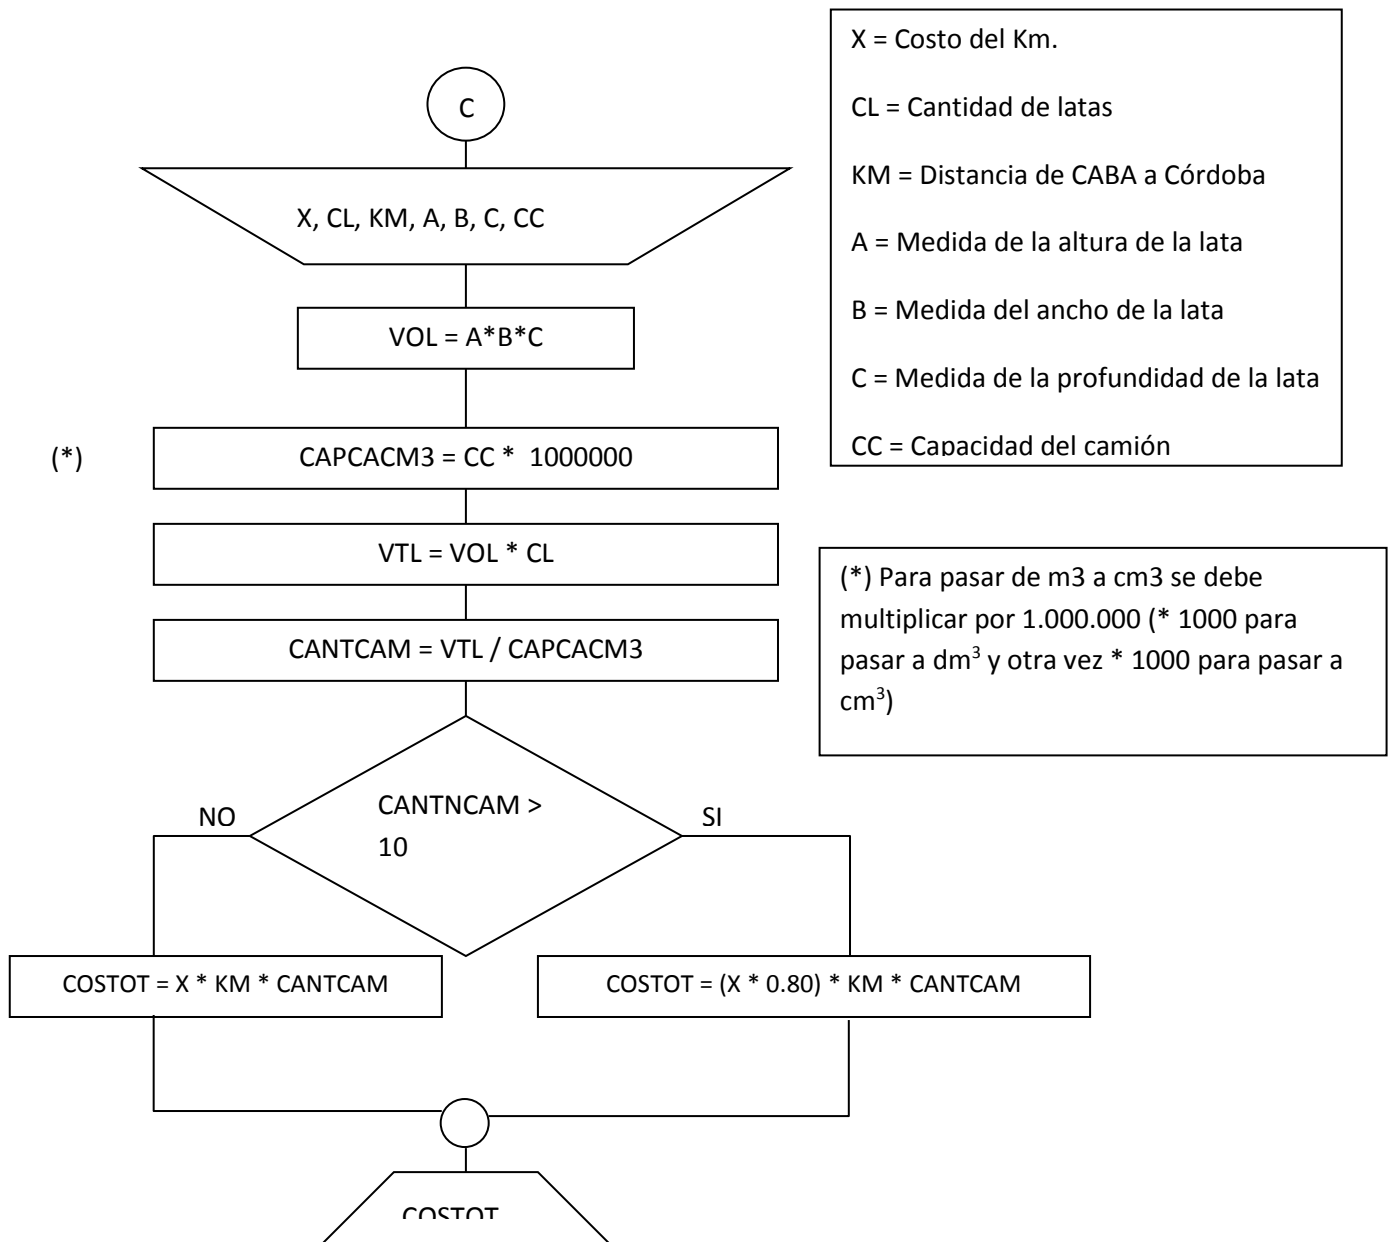 C
X, CL, KM, A, B, C, CC
VOL = A*B*C
(*)
CAPCACM3 = CC * 1000000
VTL = VOL * CL
CANTCAM = VTL / CAPCACM3
CANTNCAM >
10
NO
SI
COSTOT = X * KM * CANTCAM
COSTOT = (X * 0.80) * KM * CANTCAM
COSTOT
X = Costo del Km.
CL = Cantidad de latas
KM = Distancia de CABA a Córdoba
A = Medida de la altura de la lata
B = Medida del ancho de la lata
C = Medida de la profundidad de la lata
CC = Capacidad del camión
(*) Para pasar de m3 a cm3 se debe
multiplicar por 1.000.000 (* 1000 para
pasar a dm³ y otra vez * 1000 para pasar a
cm³)